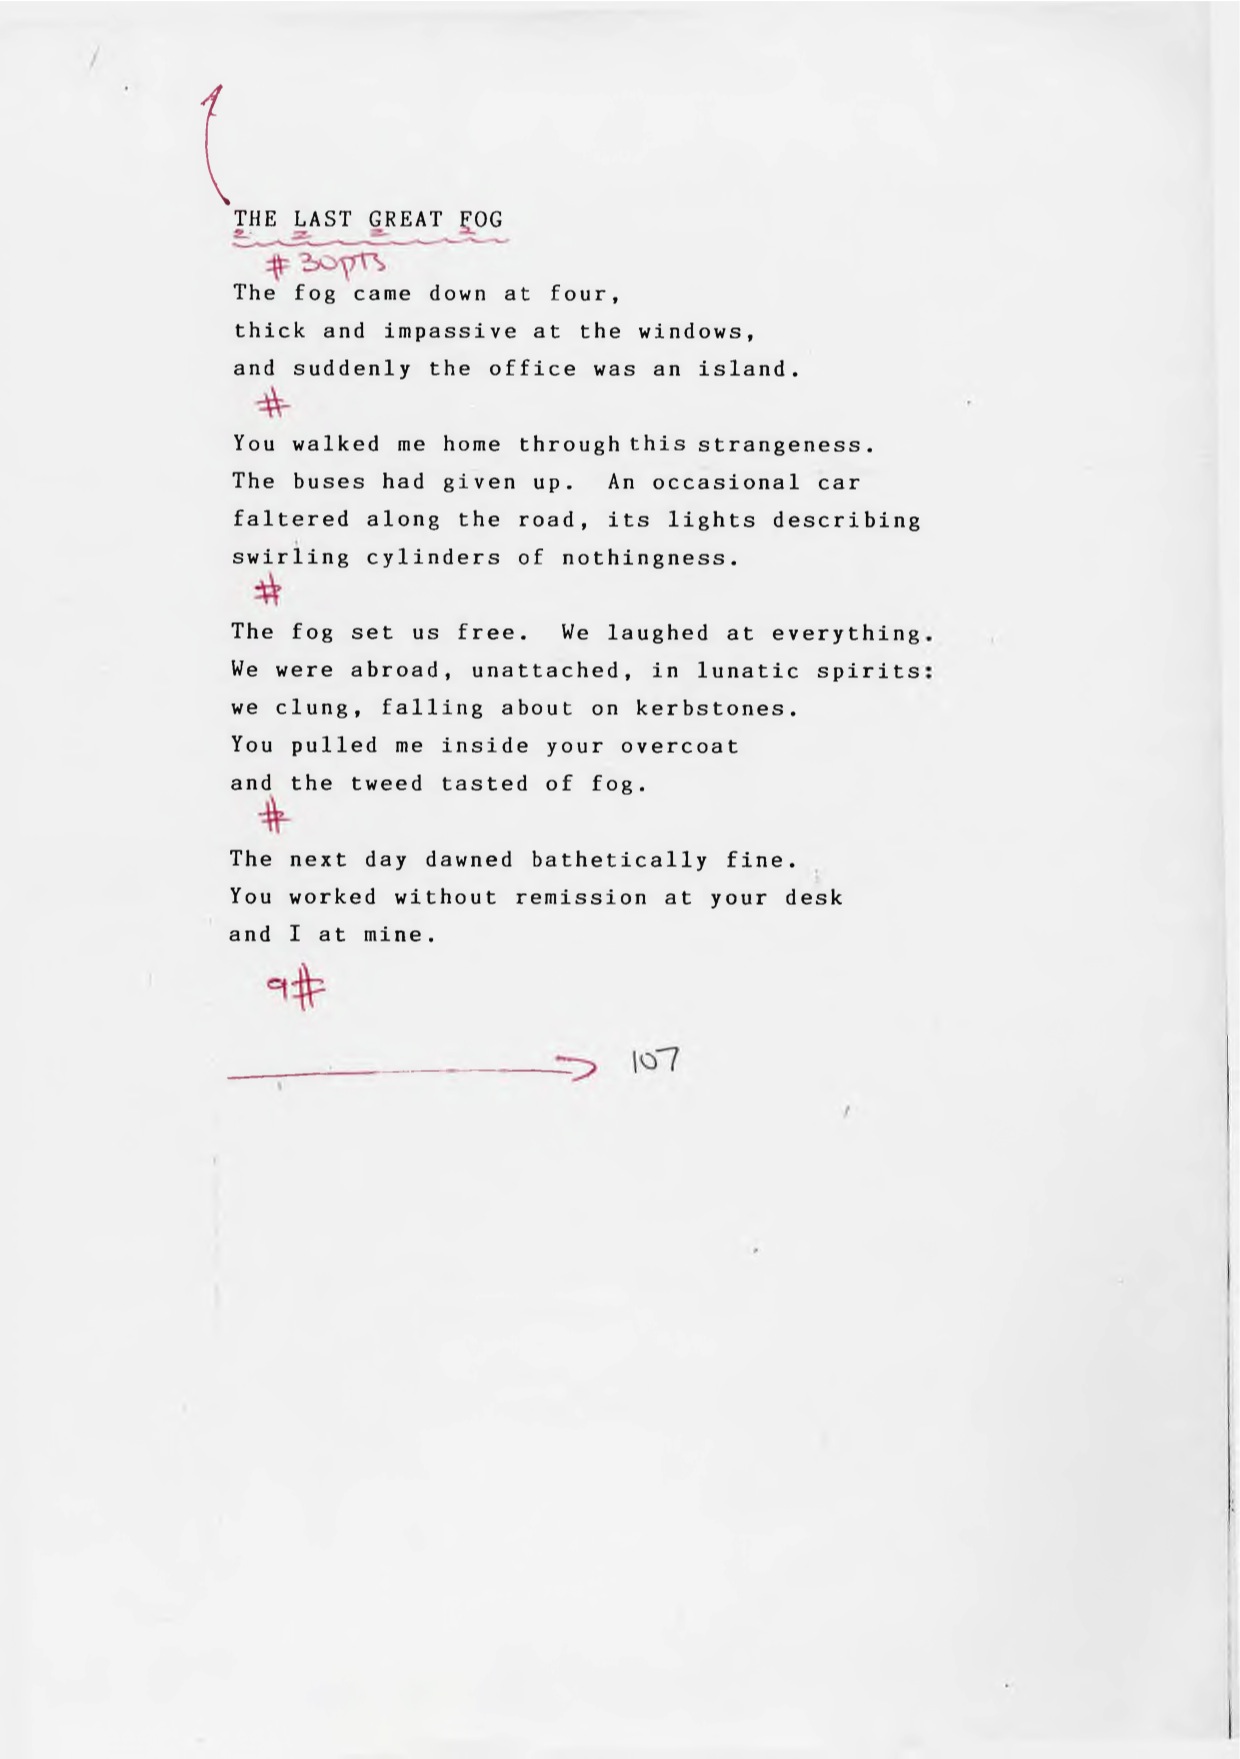 THE LAST GREAT FOG
# 30pts
The fog came down at four,
thick and impassive at the windows,
and suddenly the office was an island.
#
You walked me home through this strangeness.
The buses had given up. An occasional car
faltered along the road, its lights describing
swirling cylinders of nothingness.
#
The fog set us free. We laughed at everything.
We were abroad, unattached, in lunatic spirits:
we clung, falling about on kerbstones.
You pulled me inside your overcoat
and the tweed tasted of fog.
#
The next day dawned bathetically fine.
You worked without remission at your desk
and I at mine.
9#
107